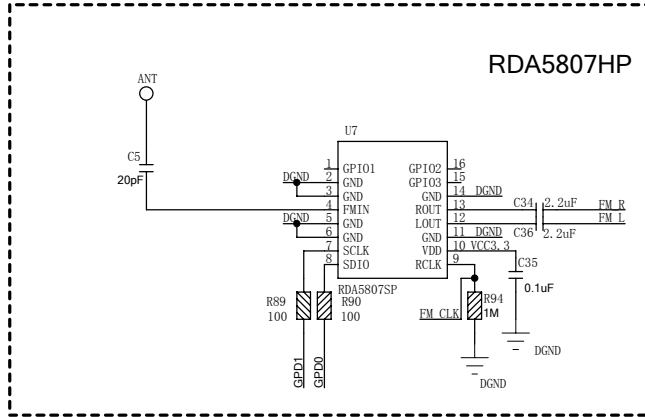 RDA5807HP
ANT
U7
C5
20pF
1 GPIO1 GPIO2 16
DGND 2 GND GPIO3 15
3 GND GND 14 DGND
4 FMIN ROUT 13 C34 2.2uF FM_R
DGND 5 GND LOUT 12 FM_L
6 GND GND 11 DGND C36 2.2uF
7 SCLK VDD 10 VCC3.3
8 SDIO RCLK 9
C35
0.1uF
RDA5807SP
R89 R90 R94
100 100 1M
FM_CLK
DGND
DGND
GPD1 GPD0